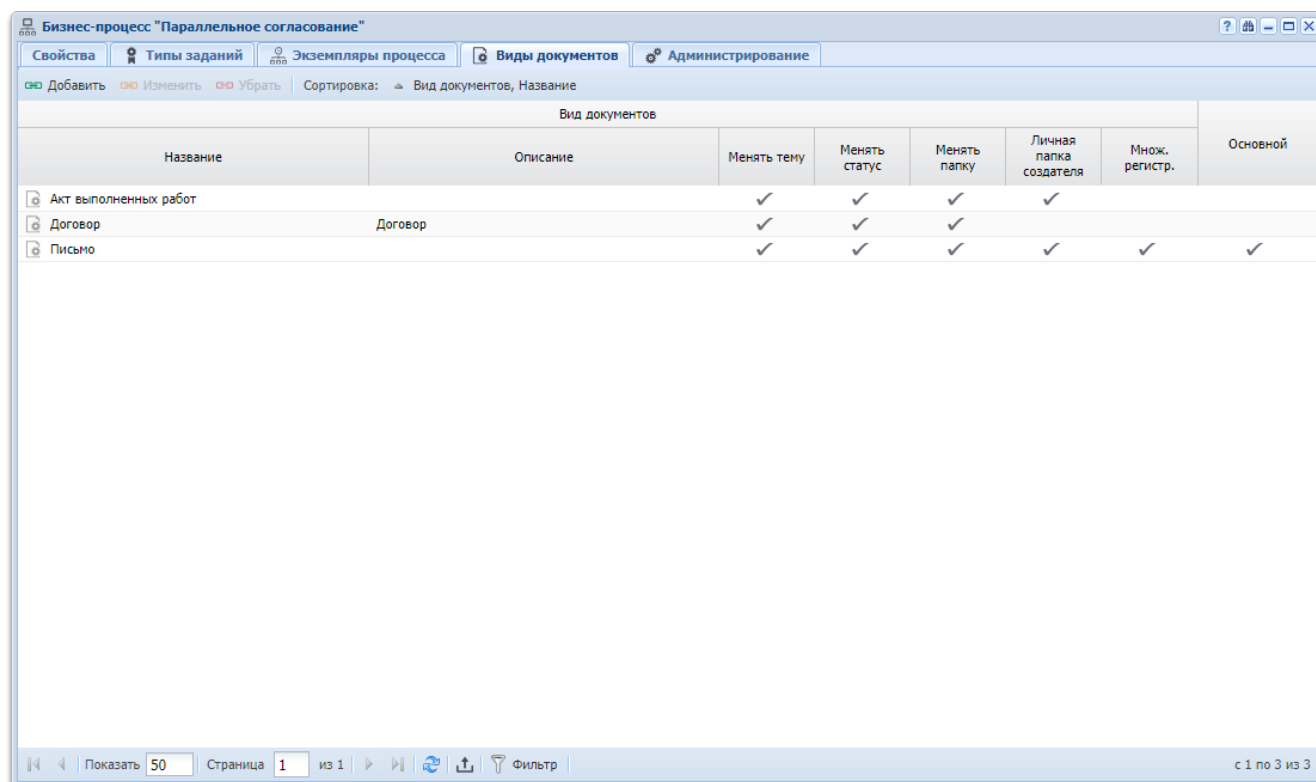 Бизнес-процесс "Параллельное согласование"
Свойства Типы заданий Экземпляры процесса Виды документов Администрирование
Добавить Изменить Убрать Сортировка: Вид документов, Название
Вид документов
Название Описание Менять тему Менять статус Менять папку Личная папка создателя Множ. регистр. Основной
Акт выполненных работ
Договор Договор
Письмо
Показать 50 Страница 1 из 1 Фильтр с 1 по 3 из 3